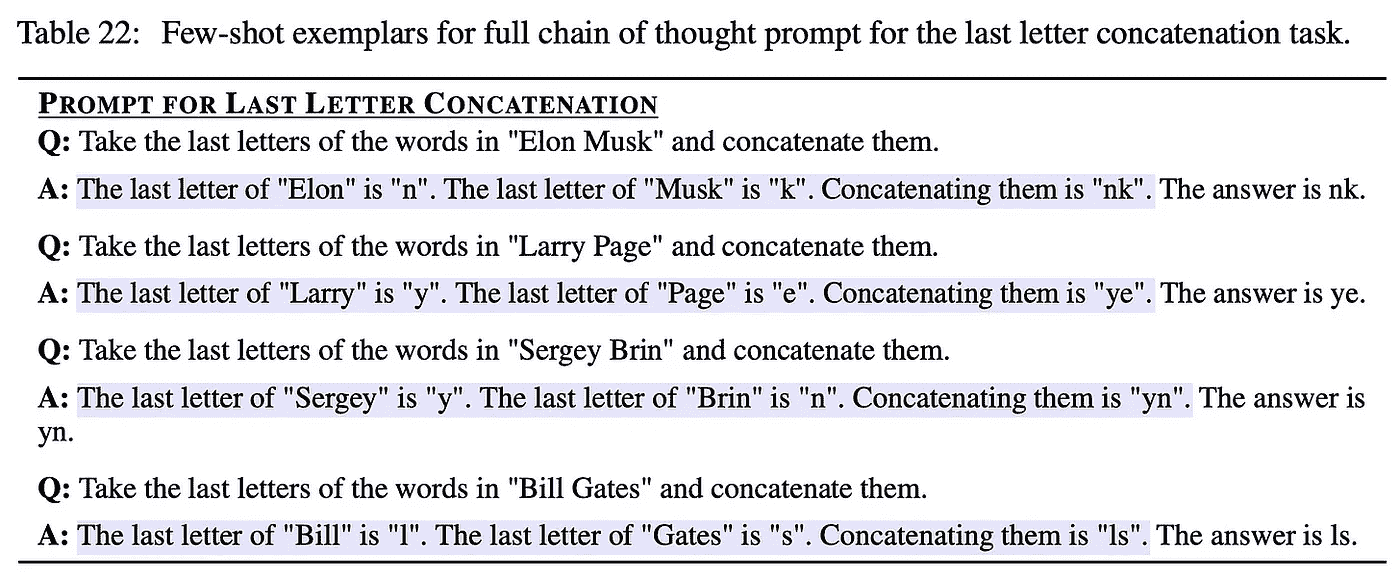 Table 22: Few-shot exemplars for full chain of thought prompt for the last letter concatenation task.
PROMPT FOR LAST LETTER CONCATENATION
Q: Take the last letters of the words in "Elon Musk" and concatenate them.
A: The last letter of "Elon" is "n". The last letter of "Musk" is "k". Concatenating them is "nk". The answer is nk.
Q: Take the last letters of the words in "Larry Page" and concatenate them.
A: The last letter of "Larry" is "y". The last letter of "Page" is "e". Concatenating them is "ye". The answer is ye.
Q: Take the last letters of the words in "Sergey Brin" and concatenate them.
A: The last letter of "Sergey" is "y". The last letter of "Brin" is "n". Concatenating them is "yn". The answer is
yn.
Q: Take the last letters of the words in "Bill Gates" and concatenate them.
A: The last letter of "Bill" is "l". The last letter of "Gates" is "s". Concatenating them is "ls". The answer is ls.